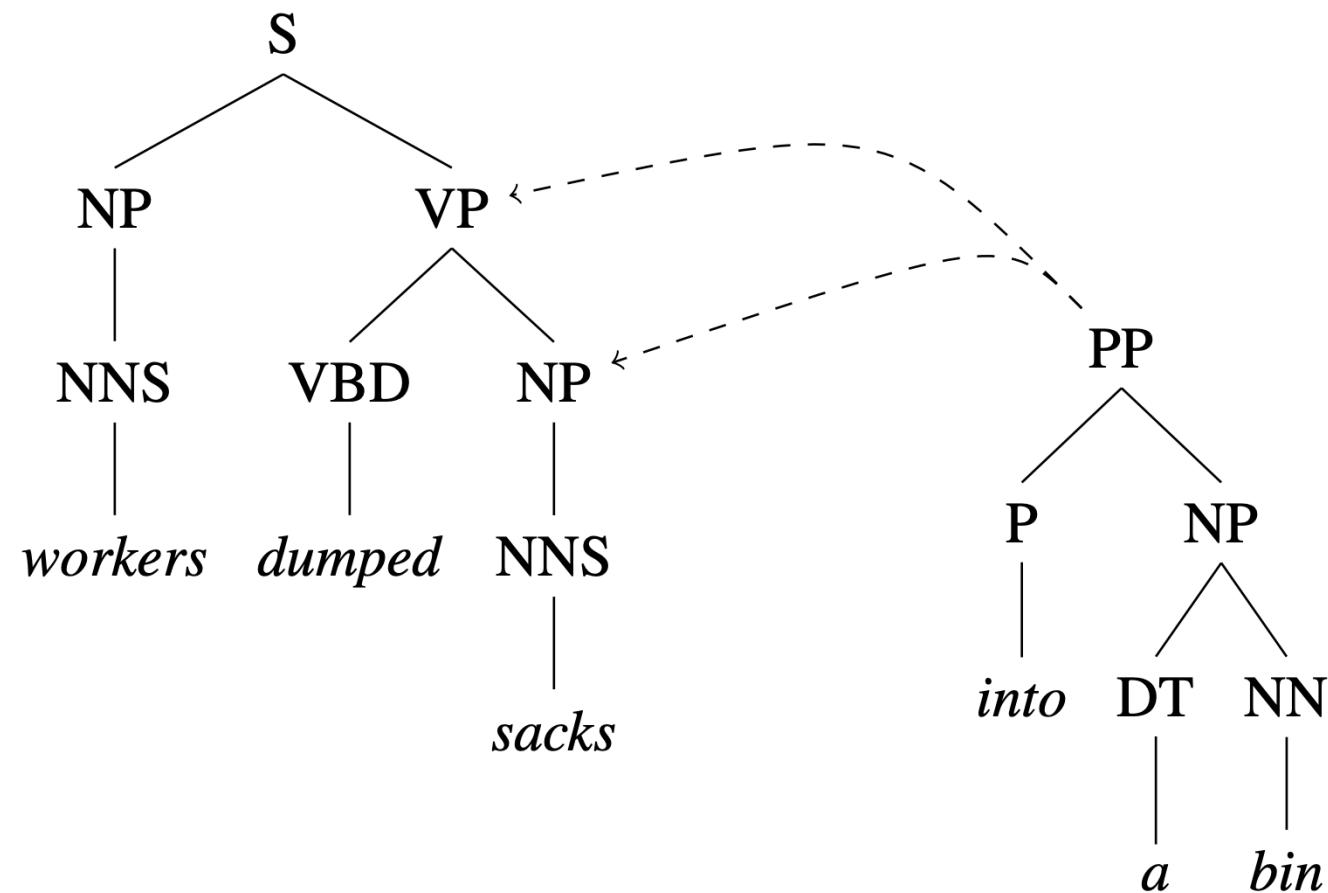 S
NP VP
PP
NNS VBD NP
P NP
workers dumped NNS
into DT NN
sacks
a bin